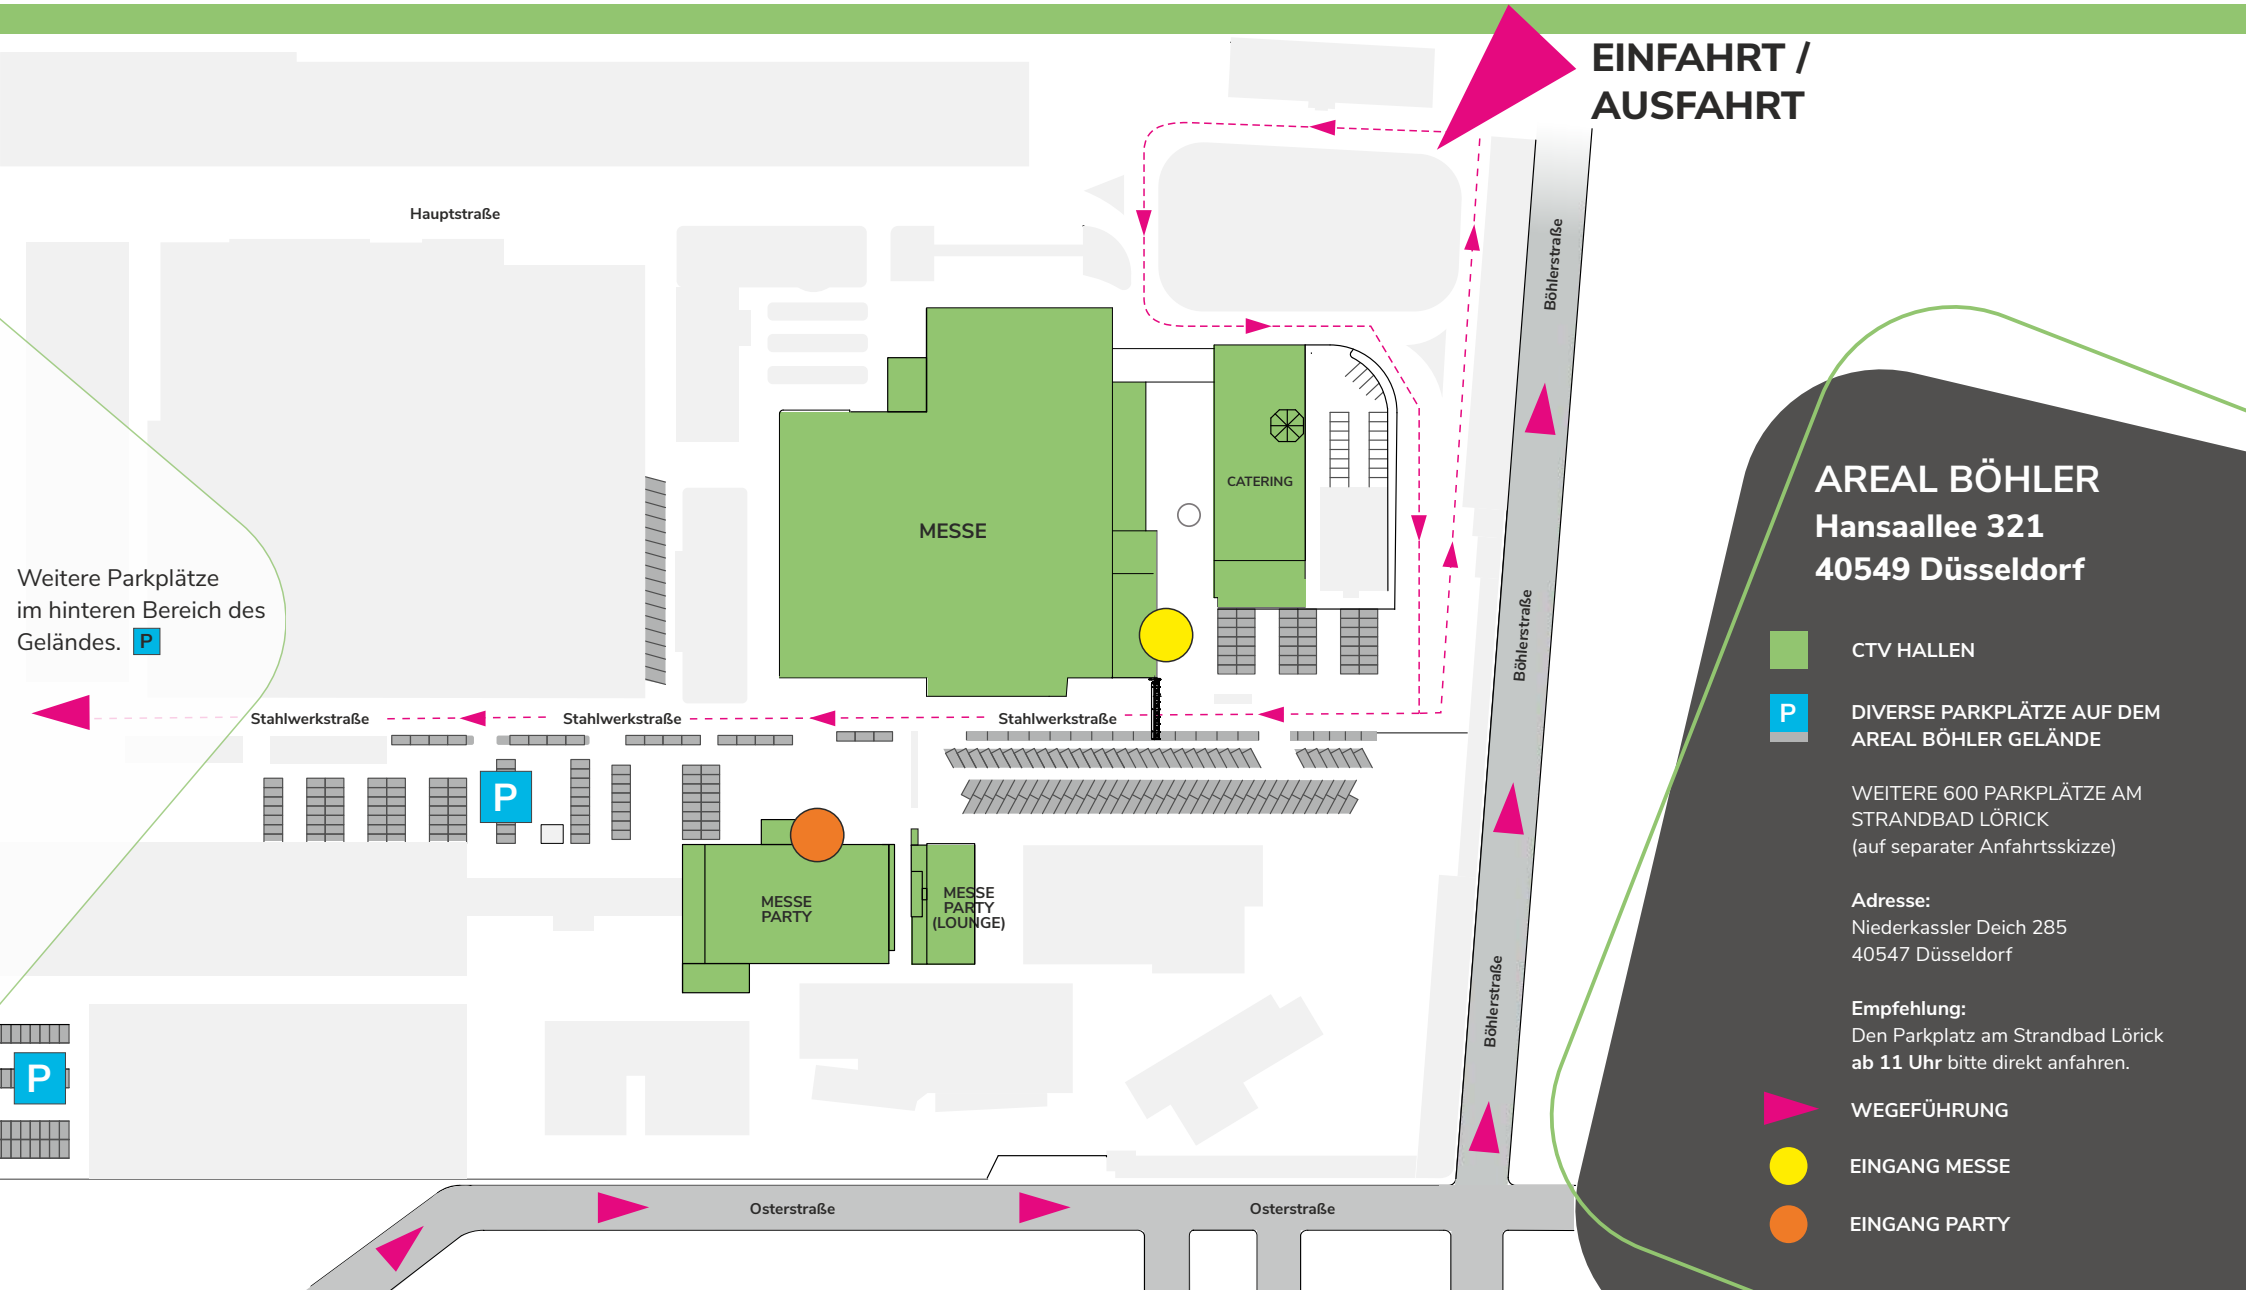 EINFAHRT /
AUSFAHRT
Hauptstraße
Böhlerstraße
CATERING
MESSE
Weitere Parkplätze
im hinteren Bereich des
Geländes. P
Böhlerstraße
Stahlwerkstraße
Stahlwerkstraße
Stahlwerkstraße
P
MESSE
PARTY
MESSE
PARTY
(LOUNGE)
Böhlerstraße
P
Osterstraße
Osterstraße
AREAL BÖHLER
Hansaallee 321
40549 Düsseldorf
CTV HALLEN
P
DIVERSE PARKPLÄTZE AUF DEM
AREAL BÖHLER GELÄNDE
WEITERE 600 PARKPLÄTZE AM
STRANDBAD LÖRICK
(auf separater Anfahrtsskizze)
Adresse:
Niederkassler Deich 285
40547 Düsseldorf
Empfehlung:
Den Parkplatz am Strandbad Lörick
ab 11 Uhr bitte direkt anfahren.
WEGEFÜHRUNG
EINGANG MESSE
EINGANG PARTY